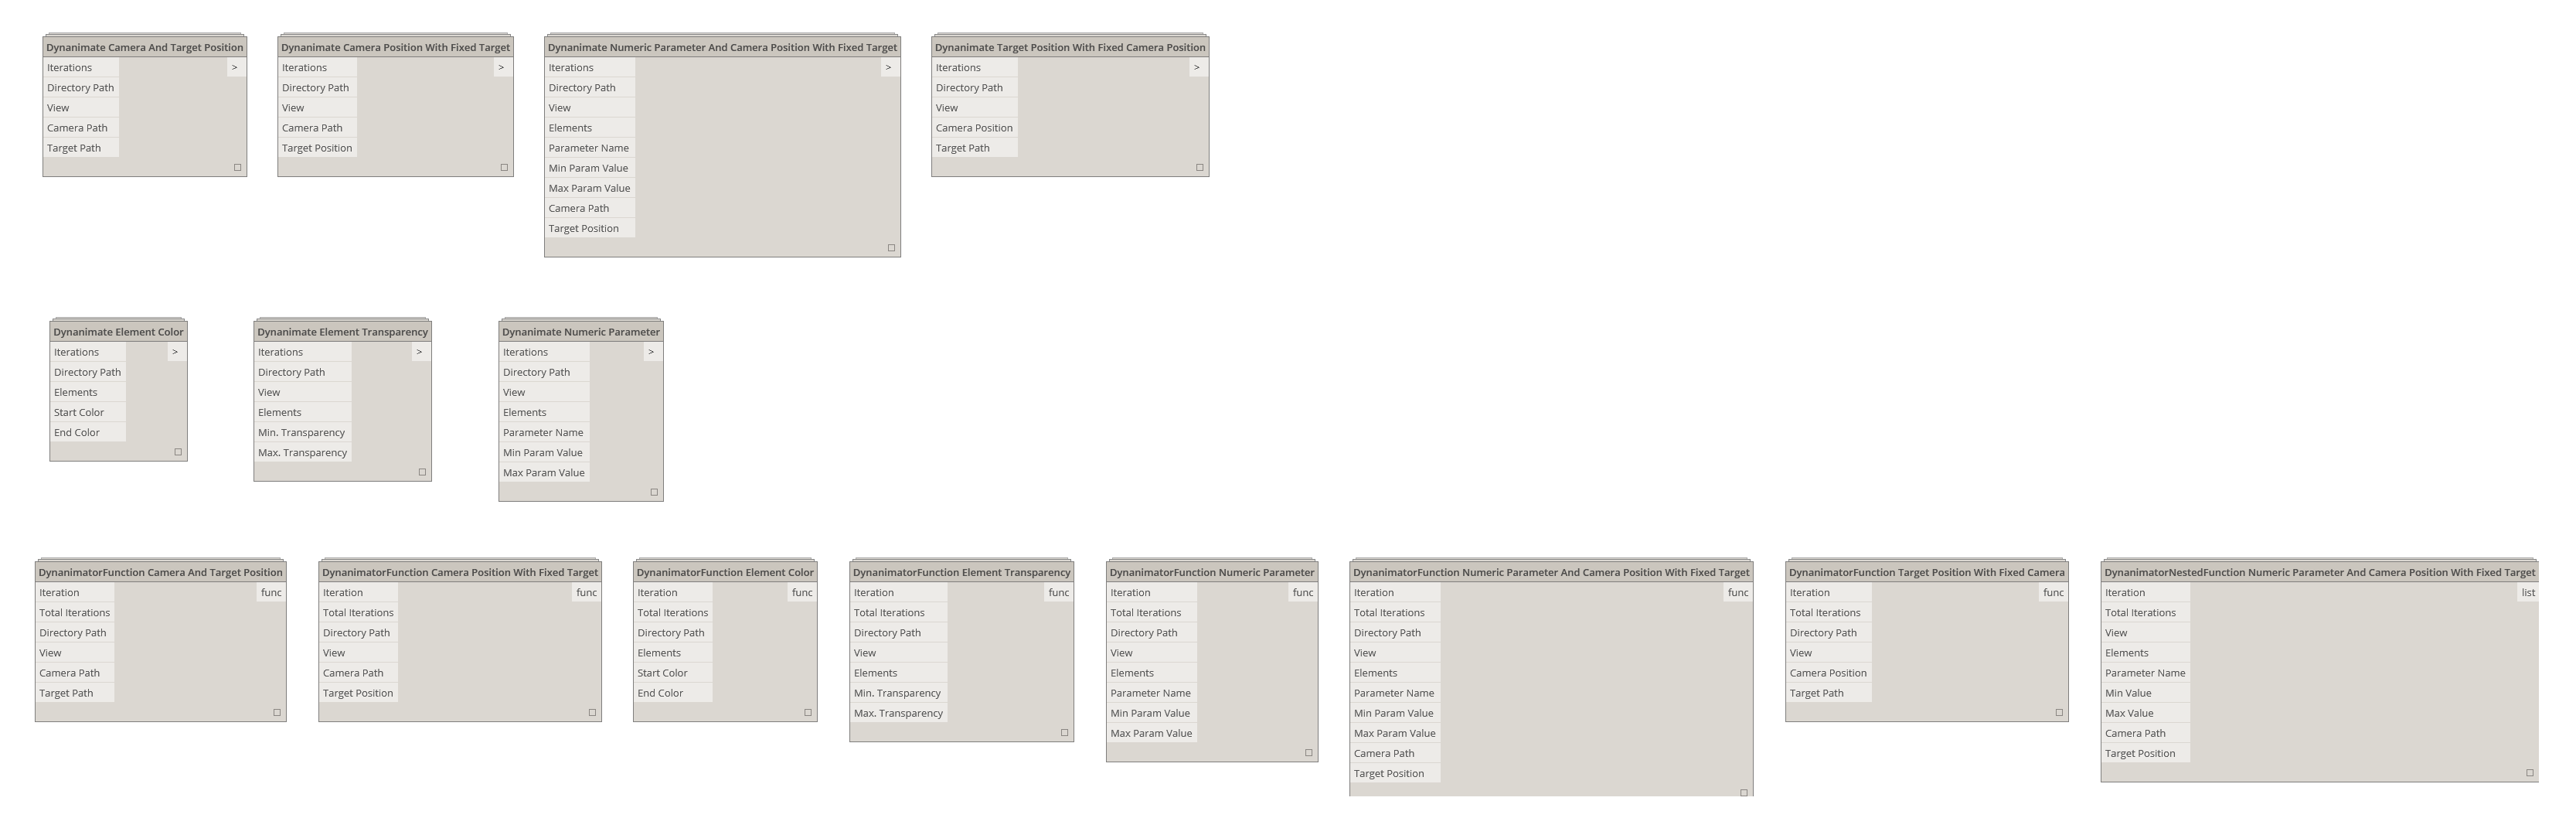 Dynanimate Camera And Target Position
Iterations
>
Directory Path
View
Camera Path
Target Path
Dynanimate Camera Position With Fixed Target
Iterations
>
Directory Path
View
Camera Path
Target Position
Dynanimate Numeric Parameter And Camera Position With Fixed Target
Iterations
>
Directory Path
View
Elements
Parameter Name
Min Param Value
Max Param Value
Camera Path
Target Position
Dynanimate Target Position With Fixed Camera Position
Iterations
>
Directory Path
View
Camera Position
Target Path
Dynanimate Element Color
Iterations
>
Directory Path
Elements
Start Color
End Color
Dynanimate Element Transparency
Iterations
>
Directory Path
View
Elements
Min. Transparency
Max. Transparency
Dynanimate Numeric Parameter
Iterations
>
Directory Path
View
Elements
Parameter Name
Min Param Value
Max Param Value
DynanimatorFunction Camera And Target Position
Iteration
func
Total Iterations
Directory Path
View
Camera Path
Target Path
DynanimatorFunction Camera Position With Fixed Target
Iteration
func
Total Iterations
Directory Path
View
Camera Path
Target Position
DynanimatorFunction Element Color
Iteration
func
Total Iterations
Directory Path
Elements
Start Color
End Color
DynanimatorFunction Element Transparency
Iteration
func
Total Iterations
Directory Path
View
Elements
Min. Transparency
Max. Transparency
DynanimatorFunction Numeric Parameter
Iteration
func
Total Iterations
Directory Path
View
Elements
Parameter Name
Min Param Value
Max Param Value
DynanimatorFunction Numeric Parameter And Camera Position With Fixed Target
Iteration
func
Total Iterations
Directory Path
View
Elements
Parameter Name
Min Param Value
Max Param Value
Camera Path
Target Position
DynanimatorFunction Target Position With Fixed Camera
Iteration
func
Total Iterations
Directory Path
View
Camera Position
Target Path
DynanimatorNestedFunction Numeric Parameter And Camera Position With Fixed Target
Iteration
list
Total Iterations
View
Elements
Parameter Name
Min Value
Max Value
Camera Path
Target Position